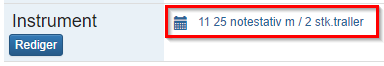 Instrument
Rediger
11 25 notestativ m / 2 stk.traller